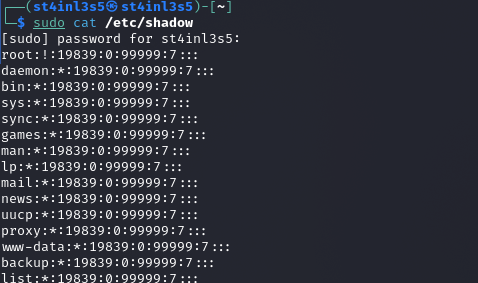 ┌──(st4inl3s5㉿st4inl3s5)-[~]
└─$ sudo cat /etc/shadow
[sudo] password for st4inl3s5:
root:!:19839:0:99999:7:::
daemon:*:19839:0:99999:7:::
bin:*:19839:0:99999:7:::
sys:*:19839:0:99999:7:::
sync:*:19839:0:99999:7:::
games:*:19839:0:99999:7:::
man:*:19839:0:99999:7:::
lp:*:19839:0:99999:7:::
mail:*:19839:0:99999:7:::
news:*:19839:0:99999:7:::
uucp:*:19839:0:99999:7:::
proxy:*:19839:0:99999:7:::
www-data:*:19839:0:99999:7:::
backup:*:19839:0:99999:7:::
list:*:19839:0:99999:7:::